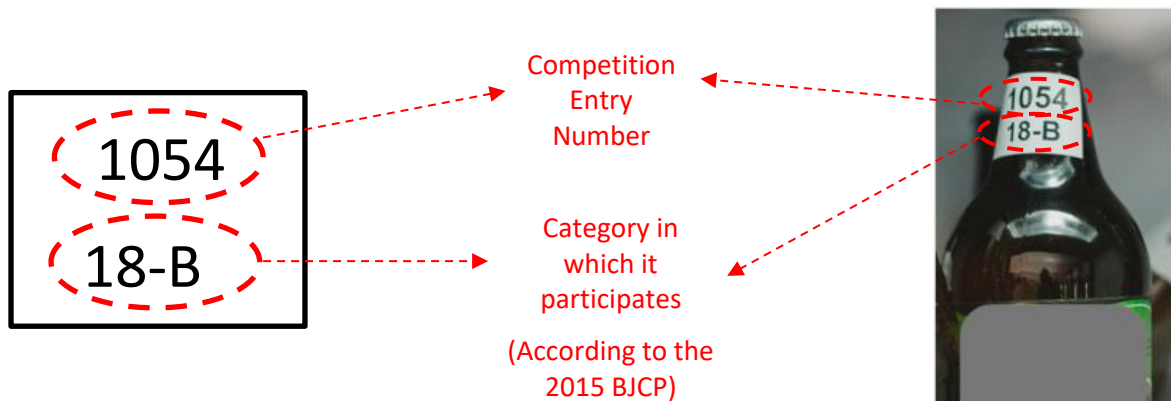 1054
18-B
Competition
Entry
Number
Category in
which it
participates
(According to the
2015 BJCP)
1054
18-B